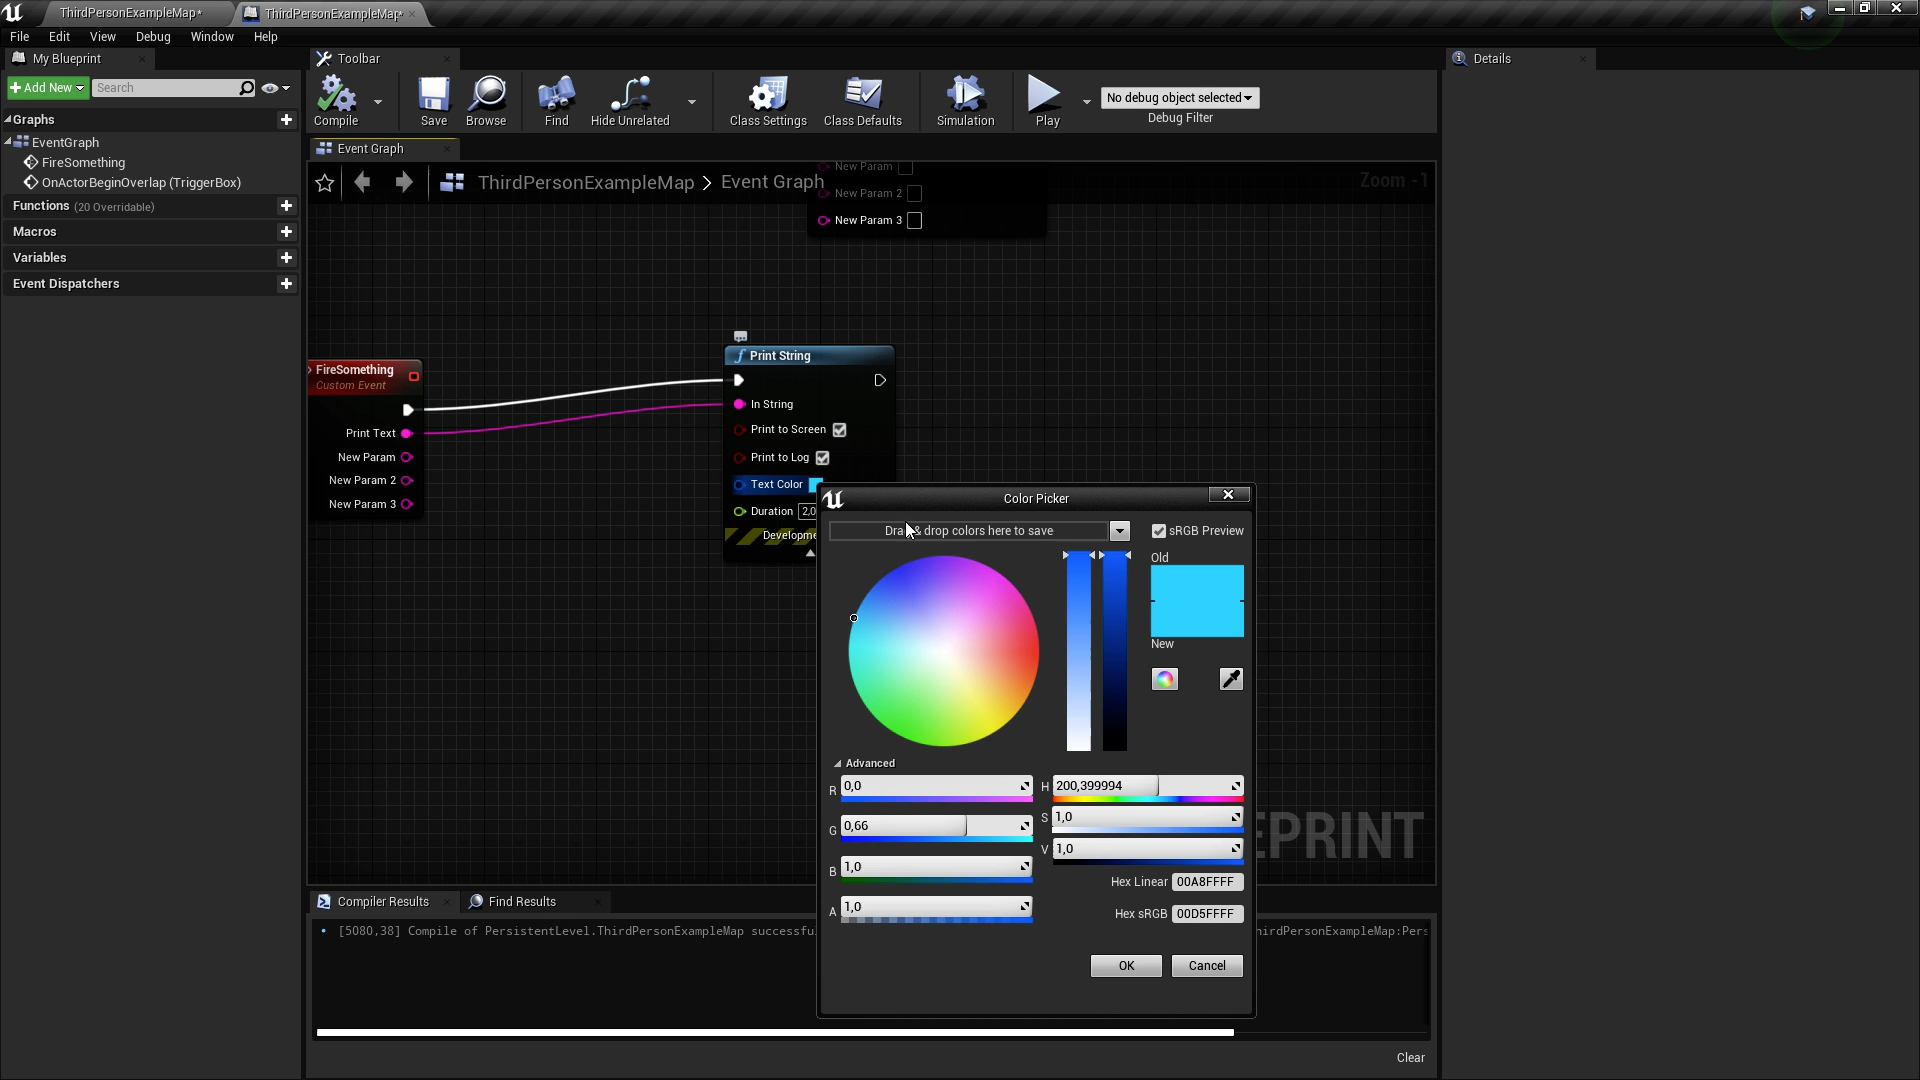 ThirdPersonExampleMap*
ThirdPersonExampleMap*
File Edit View Debug Window Help
My Blueprint
Toolbar
Details
Add New
Search
Compile
Save
Browse
Find
Hide Unrelated
Class Settings
Class Defaults
Simulation
Play
No debug object selected
Debug Filter
Graphs
EventGraph
FireSomething
OnActorBeginOverlap (TriggerBox)
Functions (20 Overridable)
Macros
Variables
Event Dispatchers
Event Graph
ThirdPersonExampleMap > Event Graph
Zoom -1
New Param
New Param 2
New Param 3
FireSomething
Custom Event
Print Text
New Param
New Param 2
New Param 3
Print String
In String
Print to Screen
Print to Log
Text Color
Duration 2,0
Developme
Color Picker
Drag & drop colors here to save
sRGB Preview
Old
New
Advanced
R 0,0
G 0,66
B 1,0
A 1,0
H 200,399994
S 1,0
V 1,0
Hex Linear 00A8FFFF
Hex sRGB 00D5FFFF
OK
Cancel
EPRINT
Compiler Results
Find Results
[5080,38] Compile of PersistentLevel.ThirdPersonExampleMap successfu
hirdPersonExampleMap:Pers
Clear